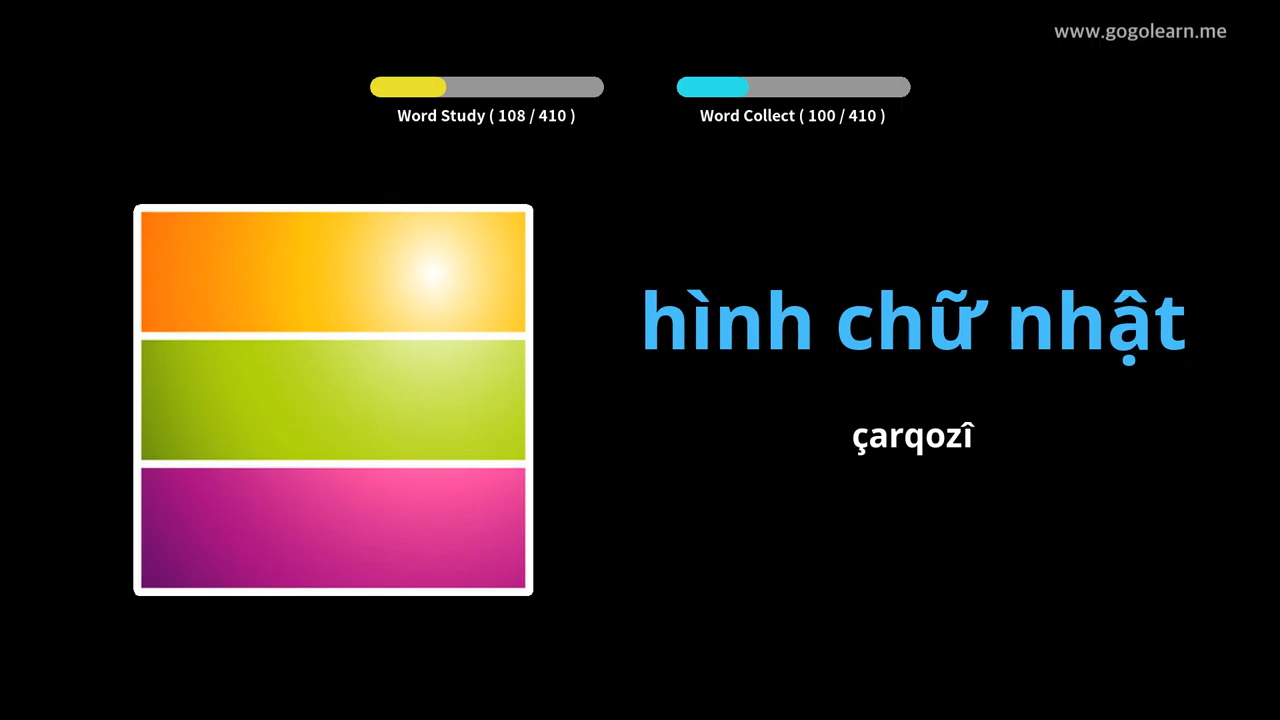 www.gogolearn.me
Word Study ( 108 / 410 )
Word Collect ( 100 / 410 )
hình chữ nhật
çarqozî